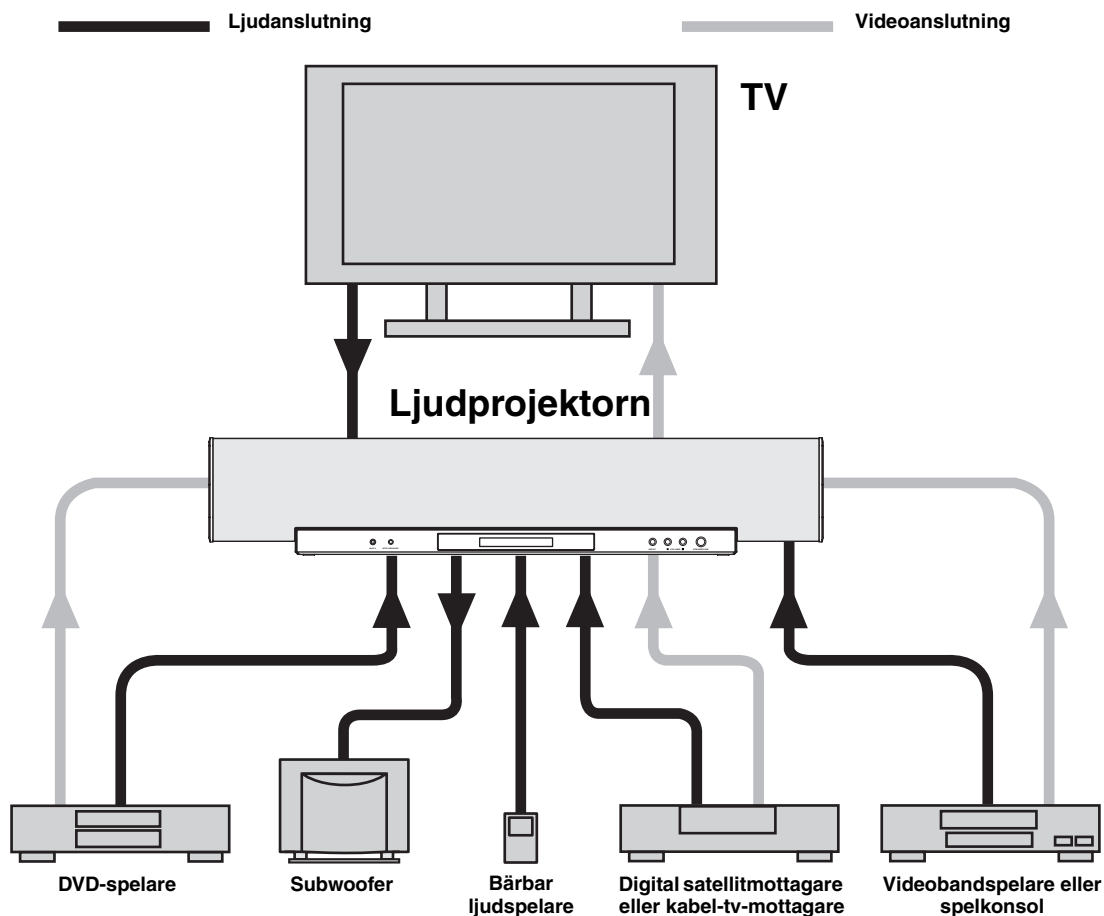 Ljudanslutning
Videoanslutning
TV
Ljudprojektorn
DVD-spelare
Subwoofer
Bärbar
ljudspelare
Digital satellitmottagare
eller kabel-tv-mottagare
Videobandspelare eller
spelkonsol